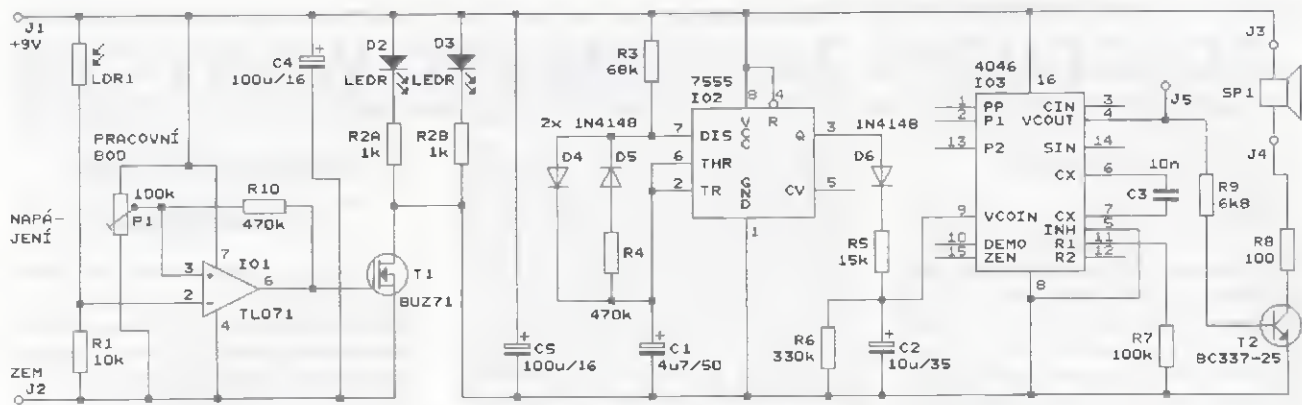 J1
+9V
LDR1
PRACOVNÍ
BOD
100k
P1
R10
470k
NAPÁ-
JENÍ
3
2
7
IO1
6
TL071
4
R1
10k
ZEM
J2
C4
100u/16
D2
LEDR
D3
LEDR
R2A
1k
R2B
1k
T1
BUZ71
C5
100u/16
R3
68k
2x 1N4148
D4
D5
R4
470k
C1
4u7/50
7555
IO2
8
4
VCC
R
7
DIS
Q
3
6
THR
2
TR
GND
CV
5
1
1N4148
D6
R5
15k
R6
330k
C2
10u/35
4046
IO3
16
1
PP
CIN
3
2
P1
VCOUT
4
13
P2
SIN
14
CX
6
9
VCOIN
CX
7
INH
5
10
DEMO
R1
11
15
ZEN
R2
12
8
10n
C3
J5
R9
6k8
R7
100k
J3
SP1
J4
R8
100
T2
BC337-25